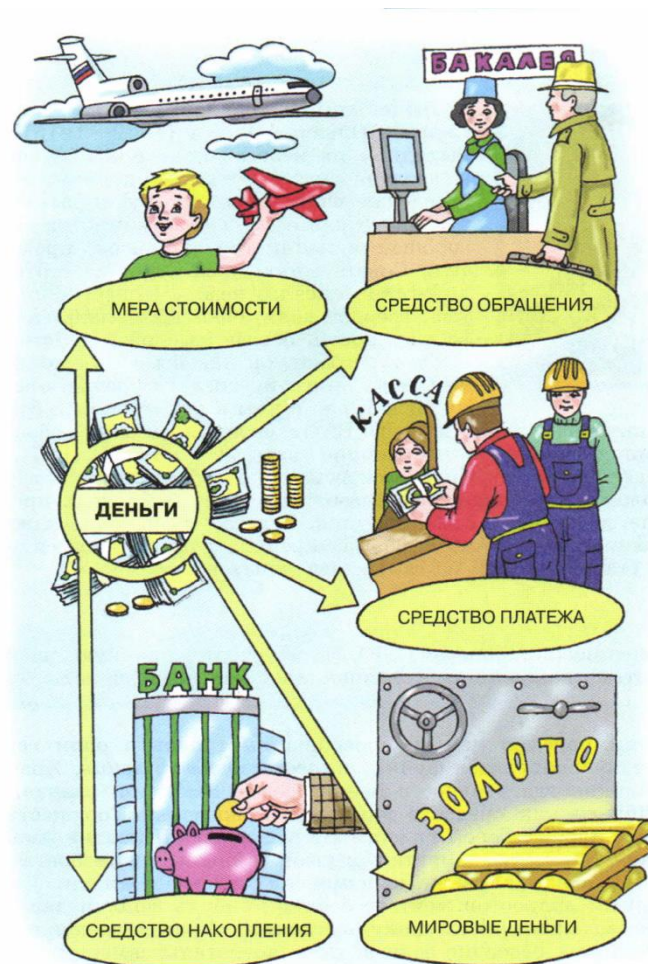 БАКАЛЕЯ
МЕРА СТОИМОСТИ
СРЕДСТВО ОБРАЩЕНИЯ
КАССА
ДЕНЬГИ
СРЕДСТВО ПЛАТЕЖА
БАНК
ЗОЛОТО
СРЕДСТВО НАКОПЛЕНИЯ
МИРОВЫЕ ДЕНЬГИ